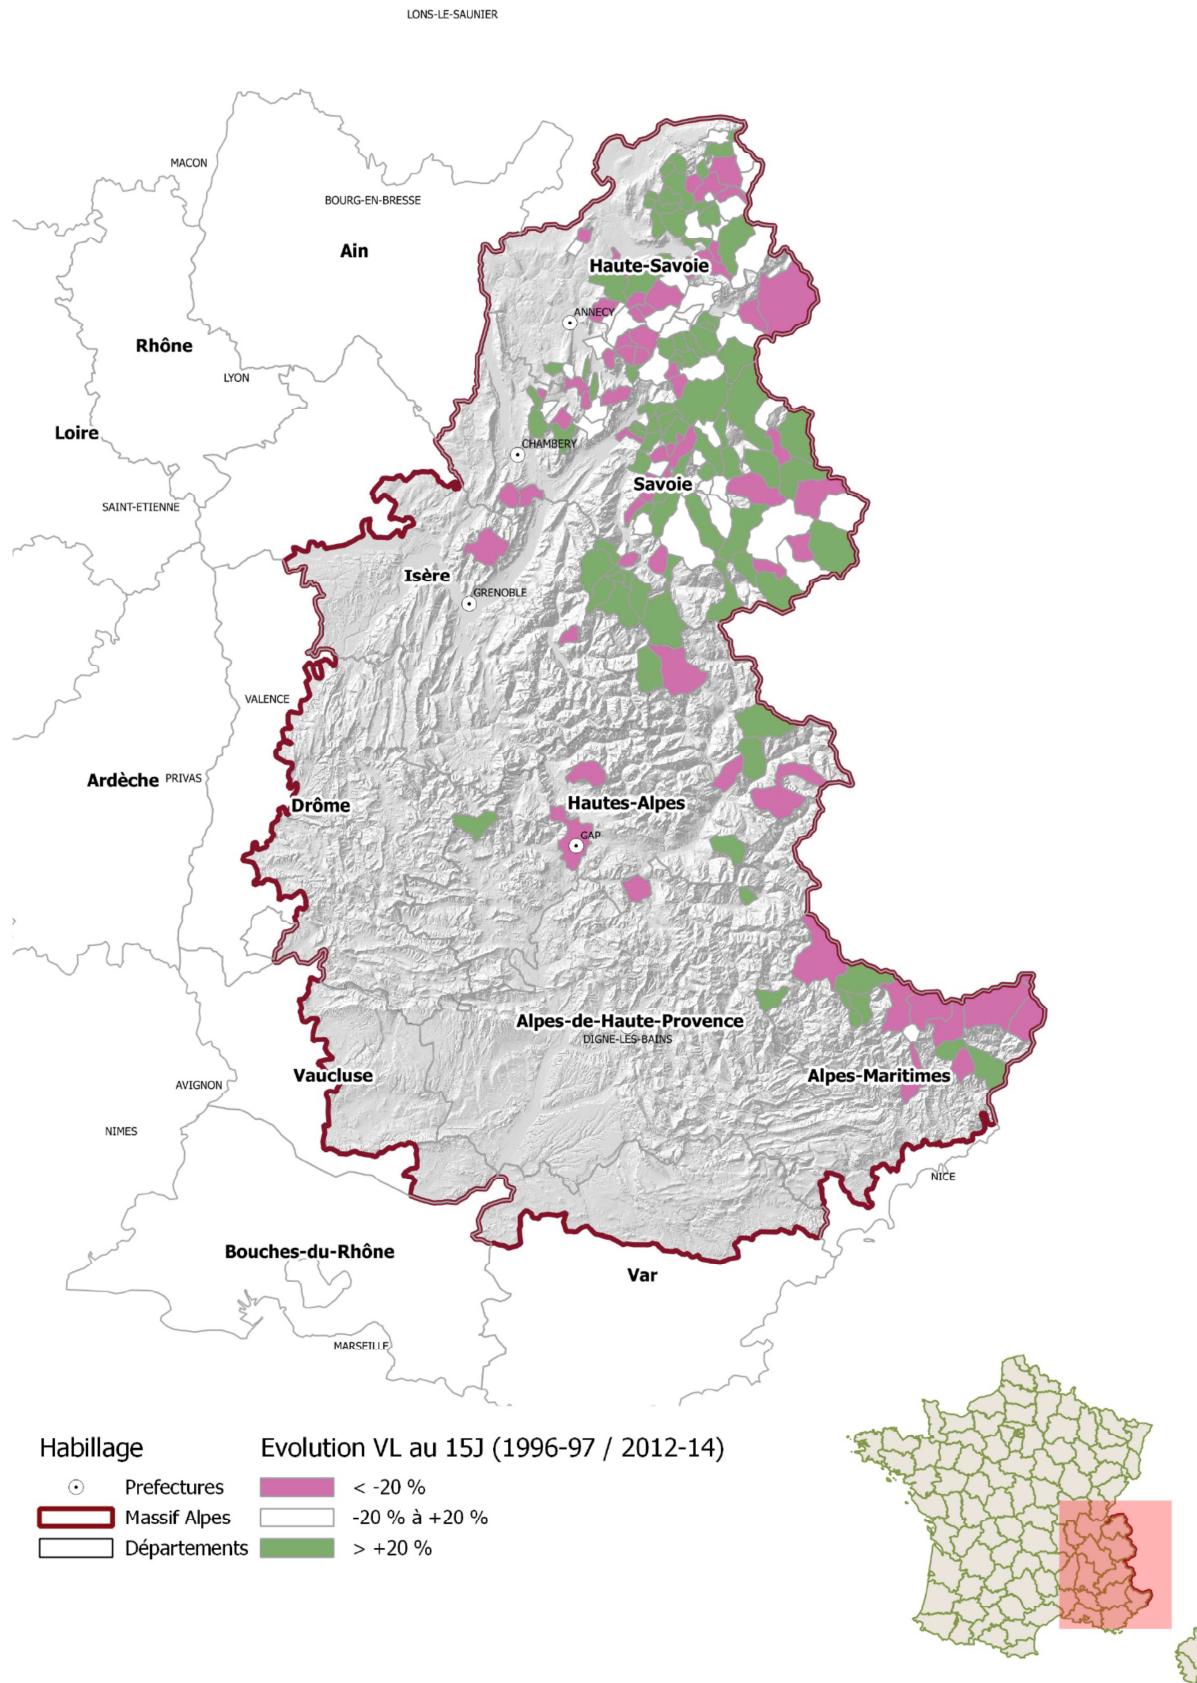 LONS-LE-SAUNIER
MACON
BOURG-EN-BRESSE
Ain
Haute-Savoie
ANNECY
Rhône
LYON
Loire
CHAMBERY
Savoie
SAINT-ETIENNE
Isère
GRENOBLE
VALENCE
Ardèche
PRIVAS
Drôme
Hautes-Alpes
GAP
Alpes-de-Haute-Provence
DIGNE-LES-BAINS
Vaucluse
Alpes-Maritimes
AVIGNON
NIMES
NICE
Bouches-du-Rhône
Var
MARSEILLE
Habillage
Prefectures
Massif Alpes
Départements
Evolution VL au 15J (1996-97 / 2012-14)
< -20 %
-20 % à +20 %
> +20 %